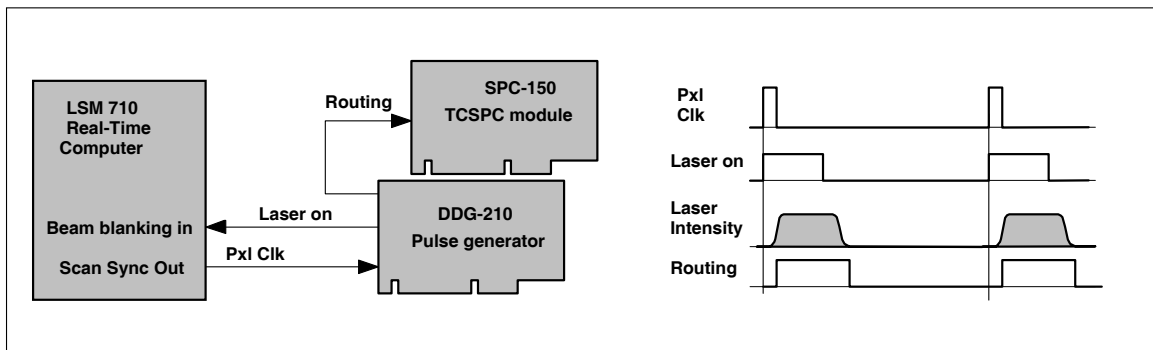 LSM 710
Real-Time
Computer
Beam blanking in
Scan Sync Out
Routing
SPC-150
TCSPC module
Laser on
DDG-210
Pulse generator
Pxl Clk
Pxl
Clk
Laser on
Laser
Intensity
Routing